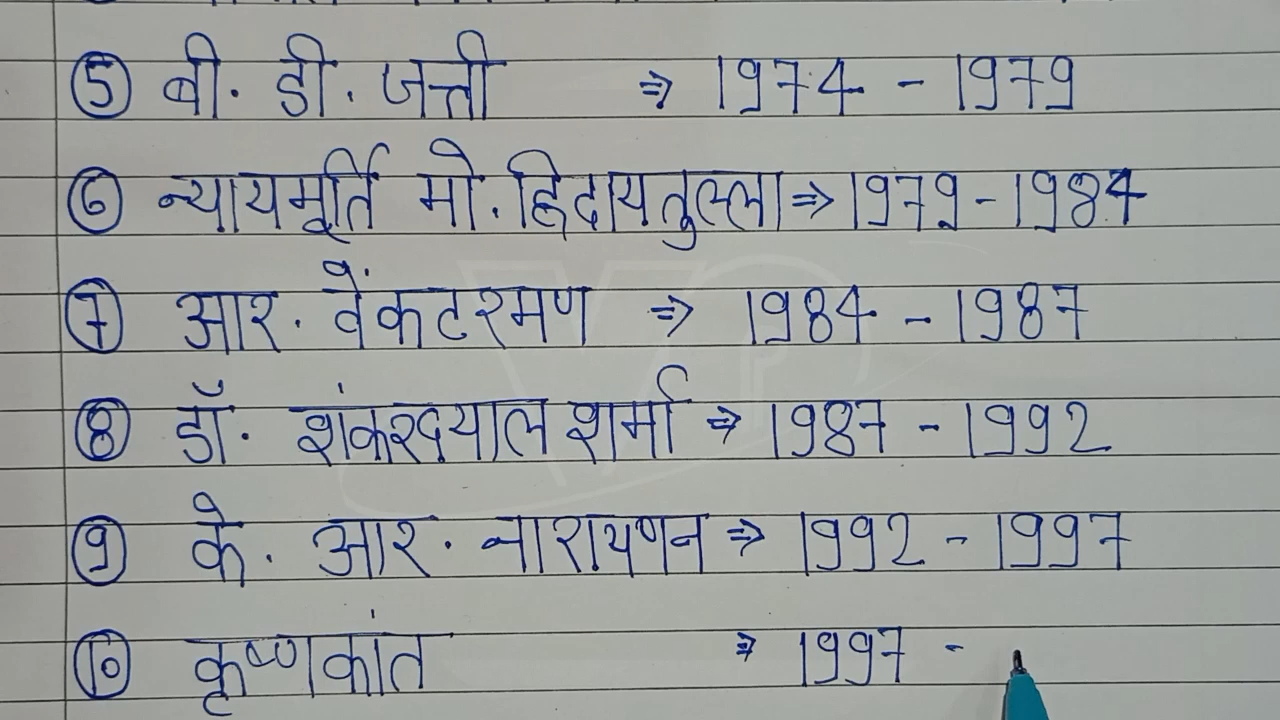 5 बी. डी. जत्ती ⇒ 1974 - 1979
6 न्यायमूर्ति मो. हिदायतुल्ला ⇒ 1979 - 1984
7 आर. वेंकटरमण ⇒ 1984 - 1987
8 डॉ. शंकरदयाल शर्मा ⇒ 1987 - 1992
9 के. आर. नारायणन ⇒ 1992 - 1997
10 कृष्णकांत ⇒ 1997 -